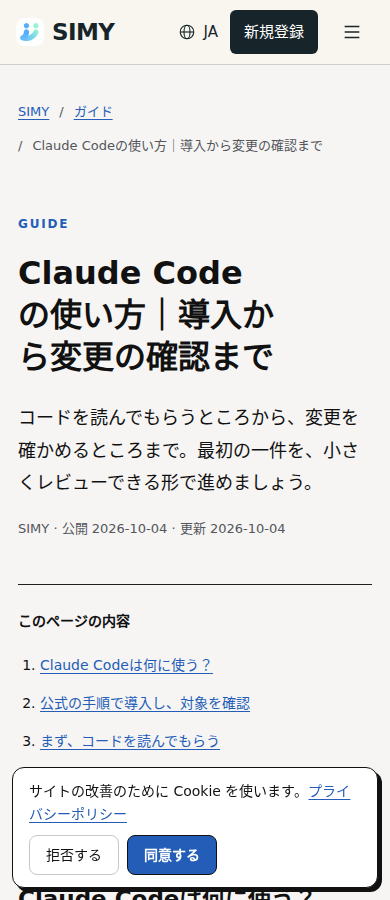 SIMY
JA
新規登録
SIMY / ガイド
/ Claude Codeの使い方｜導入から変更の確認まで
GUIDE
Claude Code
の使い方｜導入か
ら変更の確認まで
コードを読んでもらうところから、変更を
確かめるところまで。最初の一件を、小さ
くレビューできる形で進めましょう。
SIMY · 公開 2026-10-04 · 更新 2026-10-04
このページの内容
1. Claude Codeは何に使う？
2. 公式の手順で導入し、対象を確認
3. まず、コードを読んでもらう
サイトの改善のために Cookie を使います。プライ
バシーポリシー
拒否する
同意する
Claude Codeは何に使う？